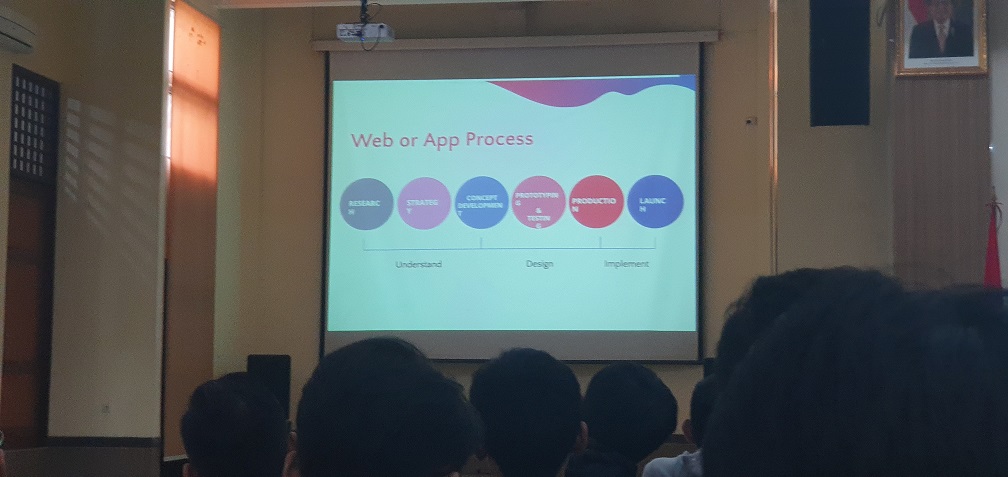 Web or App Process
RESEARC
H
STRATEG
Y
CONCEPT
DEVELOPMEN
T
PROTOTYPIN
G
&
TESTIN
G
PRODUCTIO
N
LAUNC
H
Understand
Design
Implement